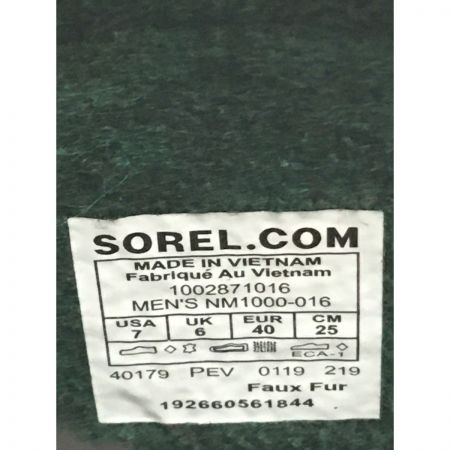 SOREL.COM
MADE IN VIETNAM
Fabriqué Au Vietnam
1002871016
MEN'S NM1000-016
USA UK EUR CM
7 6 40 25
ECA-1
40179 PEV 0119 219
Faux Fur
192660561844